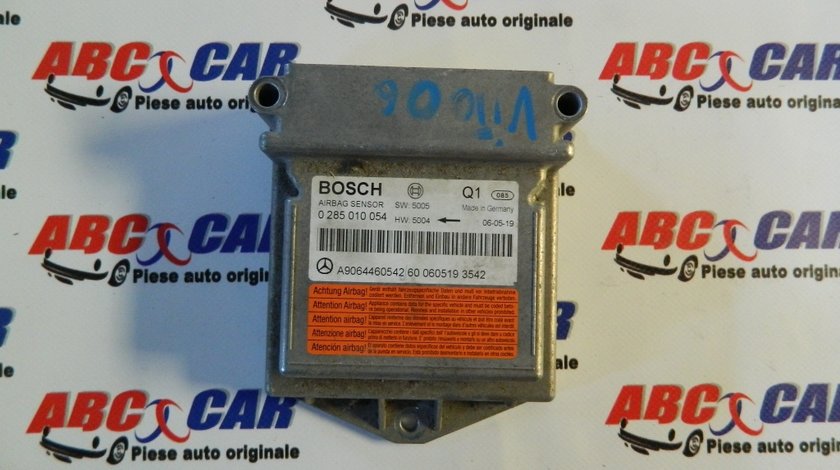 Piese auto originale
ABC CAR
Piese auto originale
ABC CAR
Piese auto originale
ABC CAR
Piese auto originale
ABC CAR
Piese auto originale
ABC CAR
Piese auto originale
ABC CAR
Piese auto originale
Vito 06
BOSCH
Q1
085
AIRBAG SENSOR SW: 5005
Made in Germany
0 285 010 054 HW: 5004
06-05-19
A9064460542 60 060519 3542
Achtung Airbag!
Attention Airbag!
Attention Airbag!
Attenzione airbag!
Atención airbag!